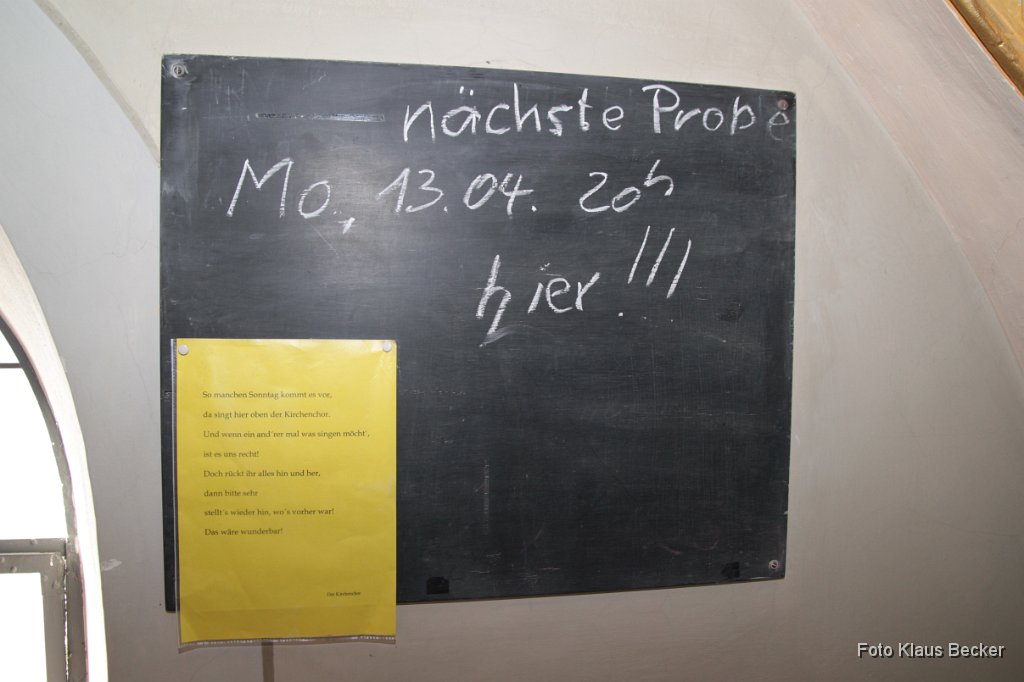 nächste Probe
Mo, 13.04. 20h
hier!!!
So manchen Sonntag kommt es vor,
da singt hier oben der Kirchenchor.
Und wenn ein and´rer mal was singen möcht´,
ist es uns recht!
Doch rückt ihr alles hin und her,
dann bitte sehr
stellt´s wieder hin, wo´s vorher war!
Das wäre wunderbar!
Der Kirchenchor
Foto Klaus Becker